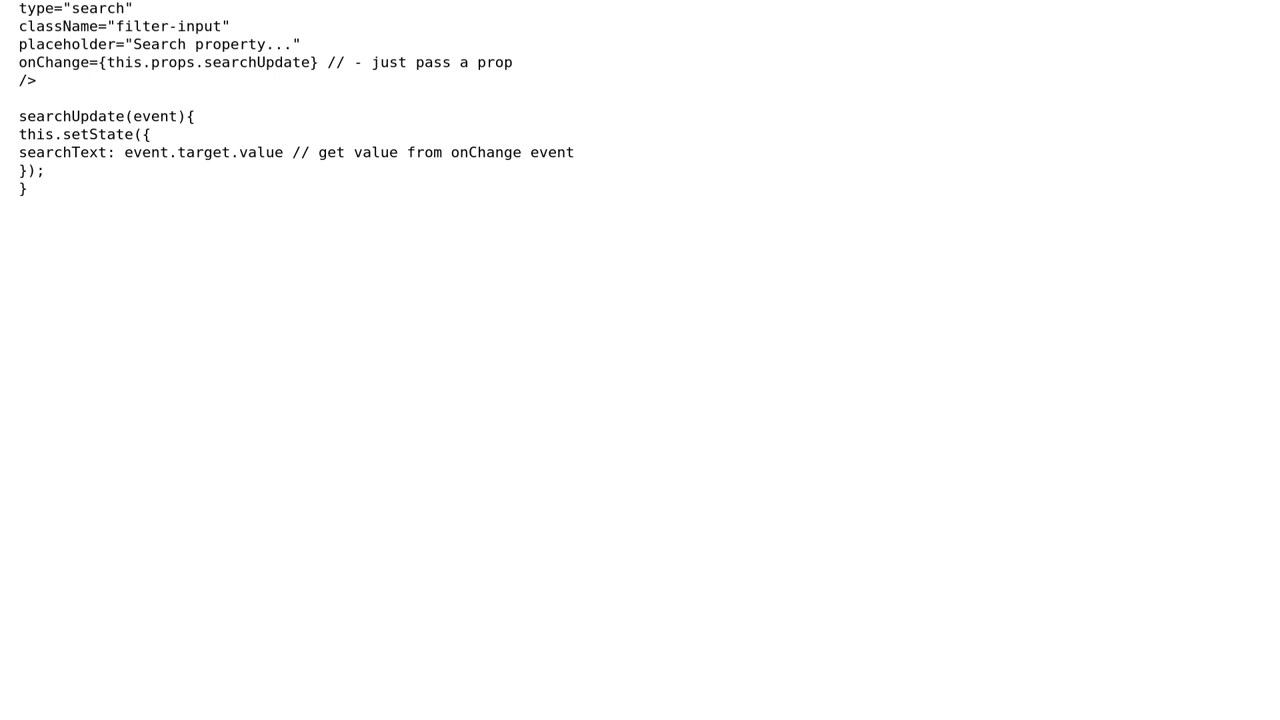 type="search"
className="filter-input"
placeholder="Search property..."
onChange={this.props.searchUpdate} // - just pass a prop
/>

searchUpdate(event){
this.setState({
searchText: event.target.value // get value from onChange event
});
}